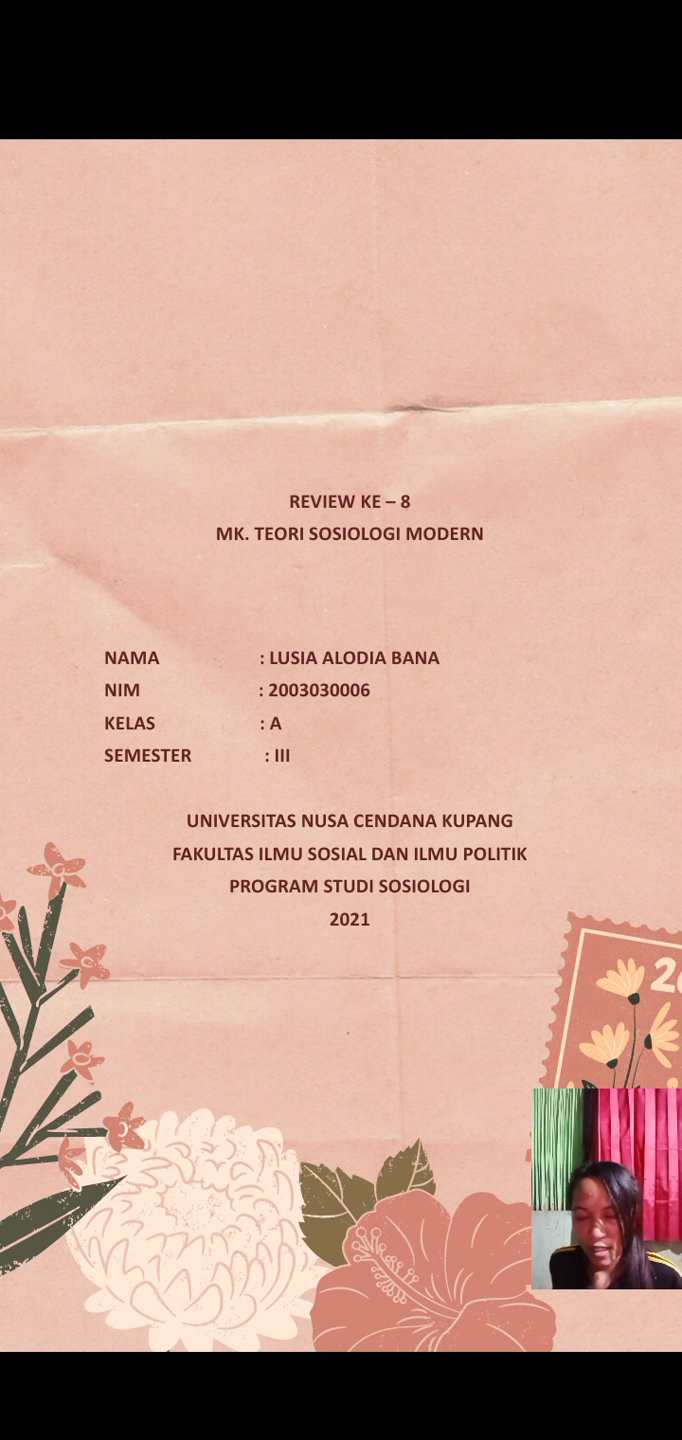 REVIEW KE – 8
MK. TEORI SOSIOLOGI MODERN
NAMA : LUSIA ALODIA BANA
NIM : 2003030006
KELAS : A
SEMESTER : III
UNIVERSITAS NUSA CENDANA KUPANG
FAKULTAS ILMU SOSIAL DAN ILMU POLITIK
PROGRAM STUDI SOSIOLOGI
2021